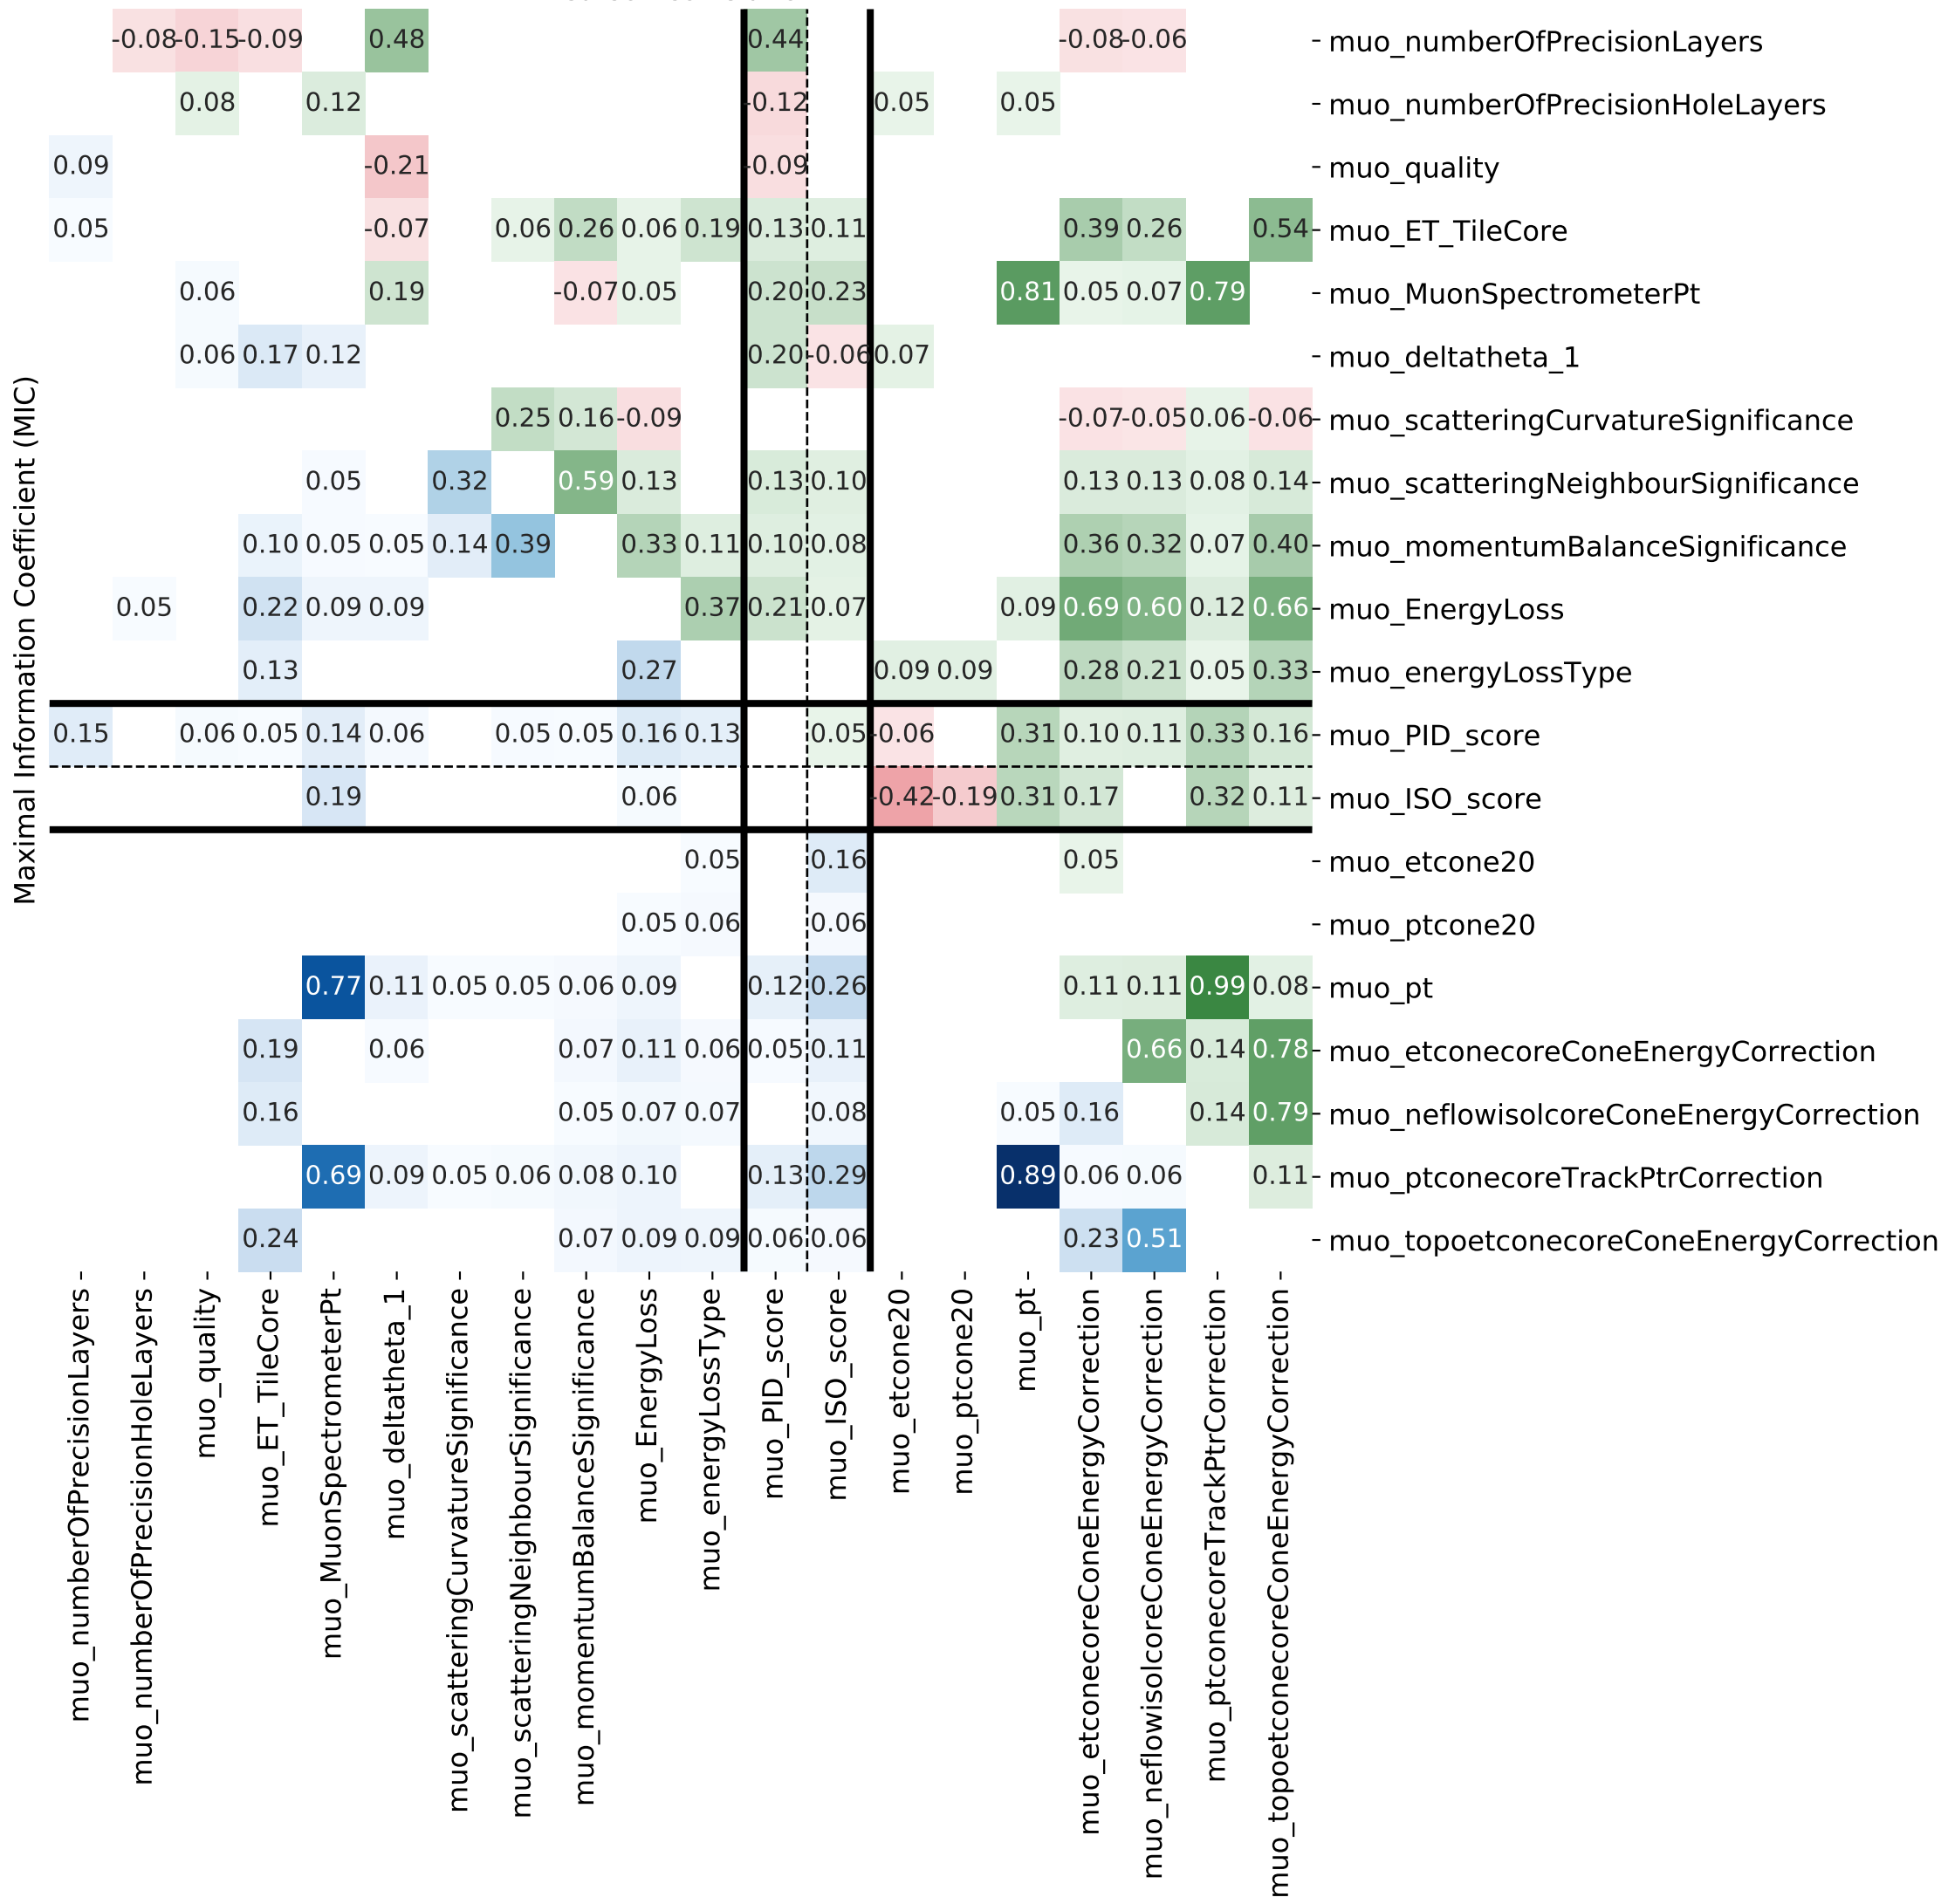 -0.08 -0.15 -0.09 0.48 0.44 -0.08 -0.06 muo_numberOfPrecisionLayers
0.08 0.12 -0.12 0.05 0.05 muo_numberOfPrecisionHoleLayers
0.09 -0.21 -0.09 muo_quality
0.05 -0.07 0.06 0.26 0.06 0.19 0.13 0.11 0.39 0.26 0.54 muo_ET_TileCore
0.06 0.19 -0.07 0.05 0.20 0.23 0.81 0.05 0.07 0.79 muo_MuonSpectrometerPt
0.06 0.17 0.12 0.20 -0.06 0.07 muo_deltatheta_1
0.25 0.16 -0.09 -0.07 -0.05 0.06 -0.06 muo_scatteringCurvatureSignificance
0.05 0.32 0.59 0.13 0.13 0.10 0.13 0.13 0.08 0.14 muo_scatteringNeighbourSignificance
0.10 0.05 0.05 0.14 0.39 0.33 0.11 0.10 0.08 0.36 0.32 0.07 0.40 muo_momentumBalanceSignificance
0.05 0.22 0.09 0.09 0.37 0.21 0.07 0.09 0.69 0.60 0.12 0.66 muo_EnergyLoss
0.13 0.27 0.09 0.09 0.28 0.21 0.05 0.33 muo_energyLossType
0.15 0.06 0.05 0.14 0.06 0.05 0.05 0.16 0.13 0.05 -0.06 0.31 0.10 0.11 0.33 0.16 muo_PID_score
0.19 0.06 -0.42 -0.19 0.31 0.17 0.32 0.11 muo_ISO_score
0.05 0.16 0.05 muo_etcone20
0.05 0.06 0.06 muo_ptcone20
0.77 0.11 0.05 0.05 0.06 0.09 0.12 0.26 0.11 0.11 0.99 0.08 muo_pt
0.19 0.06 0.07 0.11 0.06 0.05 0.11 0.66 0.14 0.78 muo_etconecoreConeEnergyCorrection
0.16 0.05 0.07 0.07 0.08 0.05 0.16 0.14 0.79 muo_neflowisolcoreConeEnergyCorrection
0.69 0.09 0.05 0.06 0.08 0.10 0.13 0.29 0.89 0.06 0.06 0.11 muo_ptconecoreTrackPtrCorrection
0.24 0.07 0.09 0.09 0.06 0.06 0.23 0.51 muo_topoetconecoreConeEnergyCorrection
Maximal Information Coefficient (MIC)
muo_numberOfPrecisionLayers
muo_numberOfPrecisionHoleLayers
muo_quality
muo_ET_TileCore
muo_MuonSpectrometerPt
muo_deltatheta_1
muo_scatteringCurvatureSignificance
muo_scatteringNeighbourSignificance
muo_momentumBalanceSignificance
muo_EnergyLoss
muo_energyLossType
muo_PID_score
muo_ISO_score
muo_etcone20
muo_ptcone20
muo_pt
muo_etconecoreConeEnergyCorrection
muo_neflowisolcoreConeEnergyCorrection
muo_ptconecoreTrackPtrCorrection
muo_topoetconecoreConeEnergyCorrection